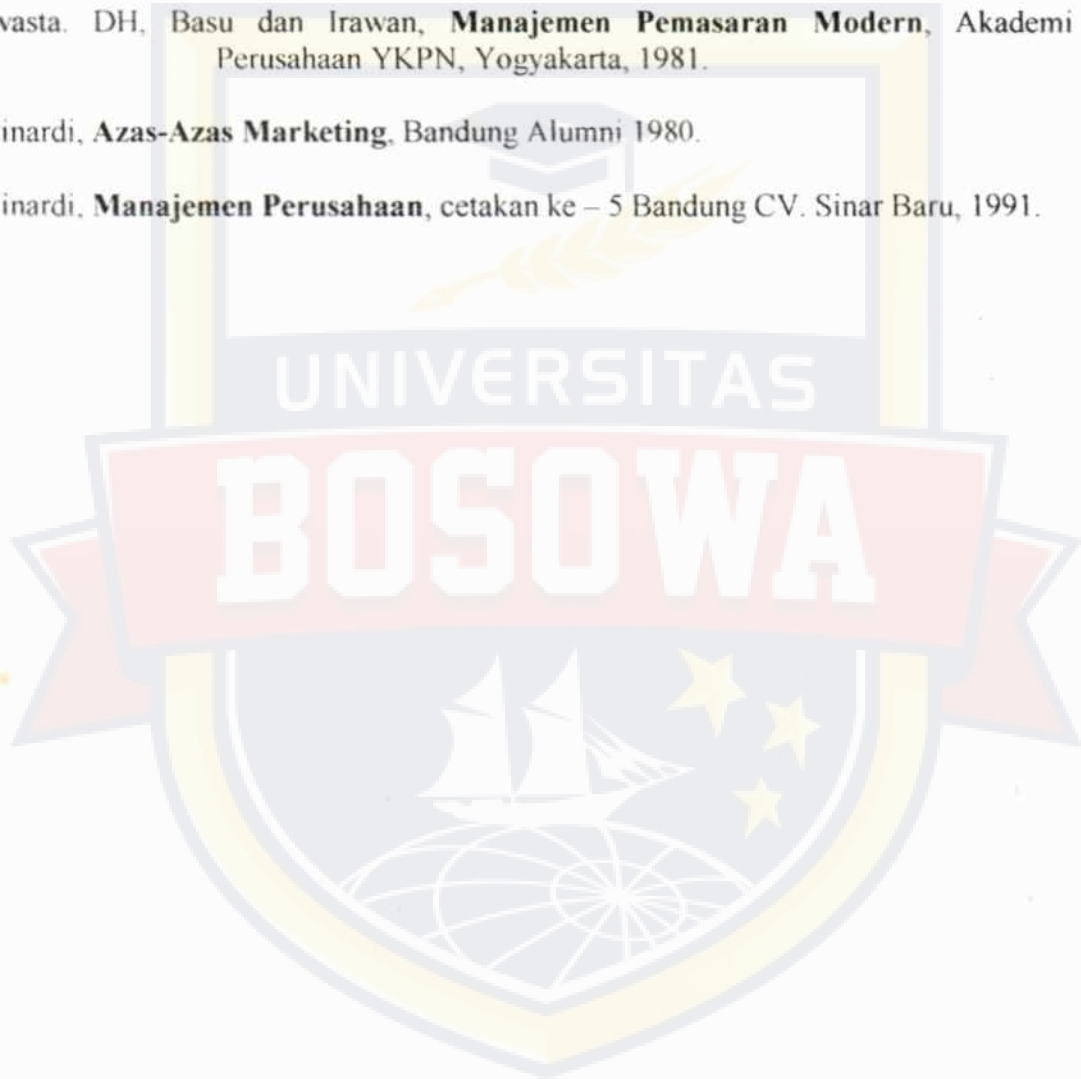 vasta. DH, Basu dan Irawan, Manajemen Pemasaran Modern, Akademi
Perusahaan YKPN, Yogyakarta, 1981.
inardi, Azas-Azas Marketing, Bandung Alumni 1980.
inardi, Manajemen Perusahaan, cetakan ke – 5 Bandung CV. Sinar Baru, 1991.
UNIVERSITAS
BOSOWA